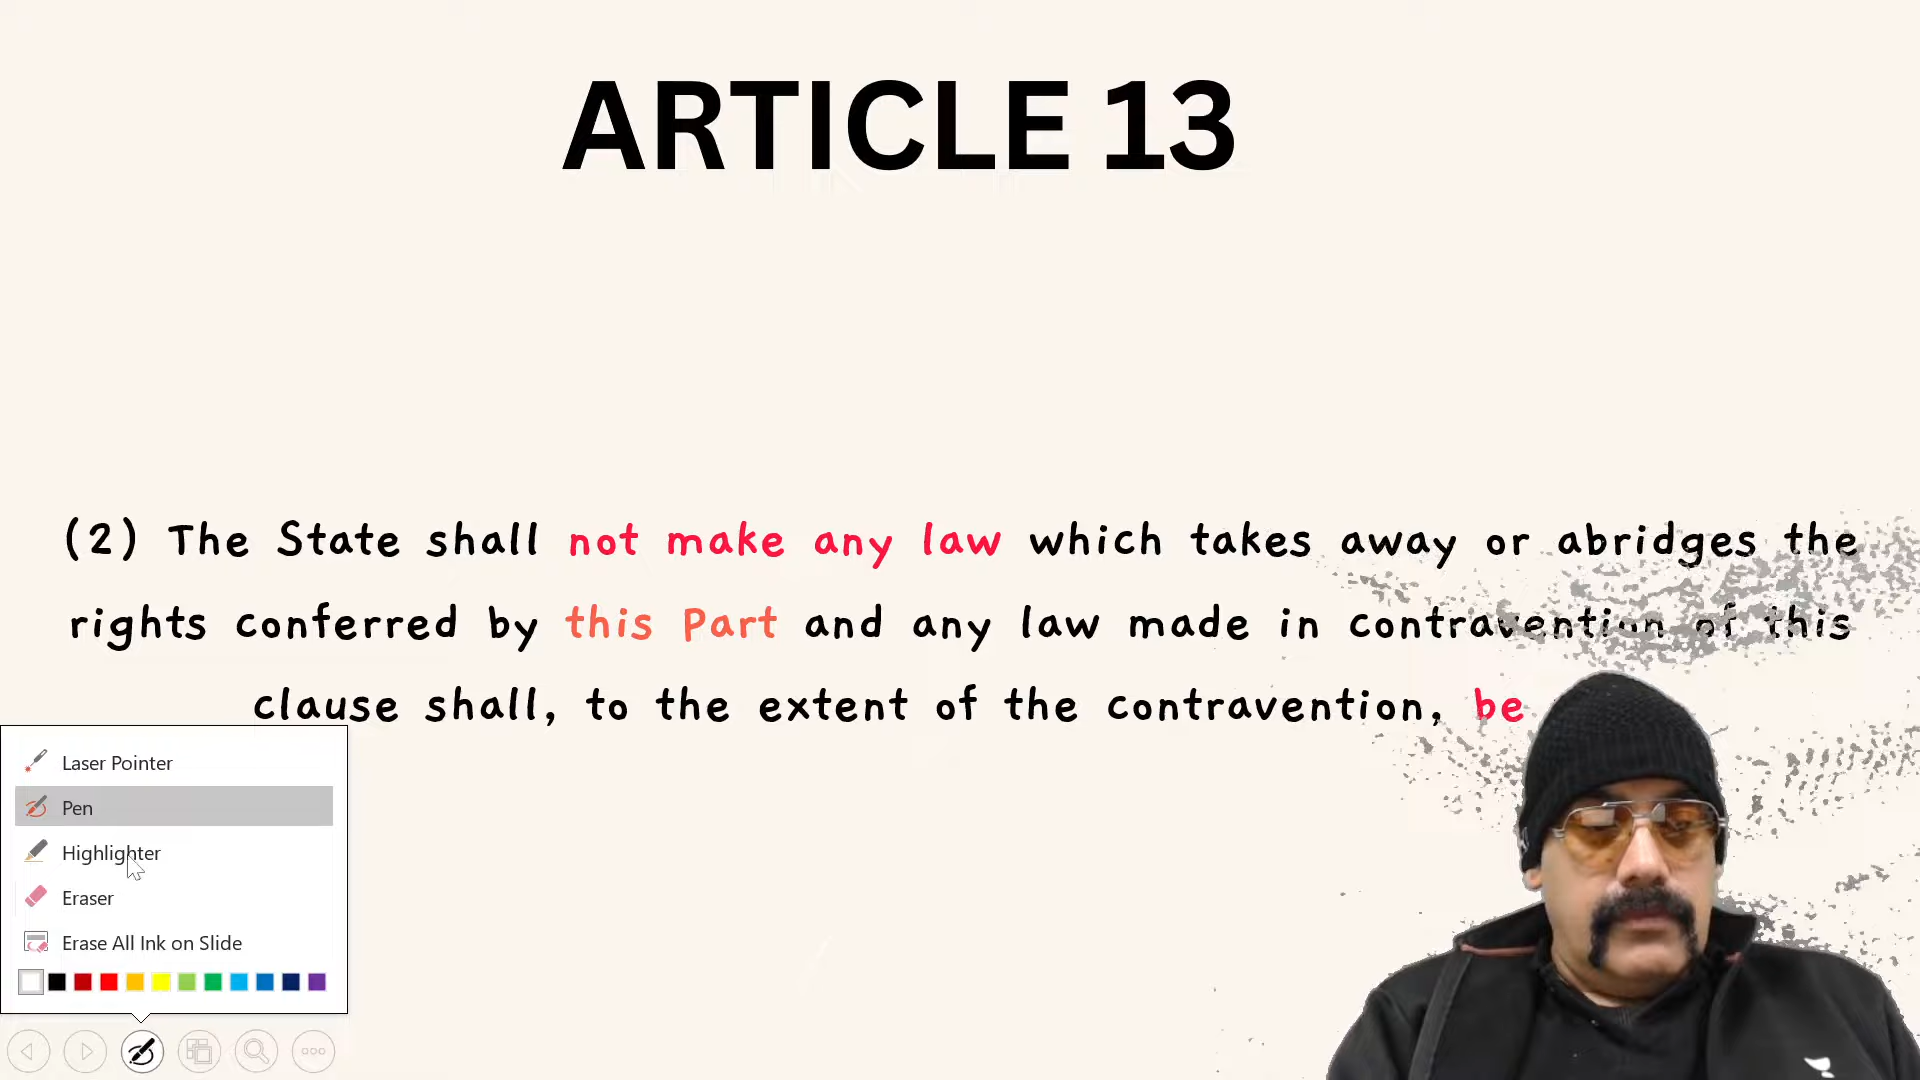 ARTICLE 13
(2) The State shall not make any law which takes away or abridges the
rights conferred by this Part and any law made in contravention of this
clause shall, to the extent of the contravention, be
Laser Pointer
Pen
Highlighter
Eraser
Erase All Ink on Slide